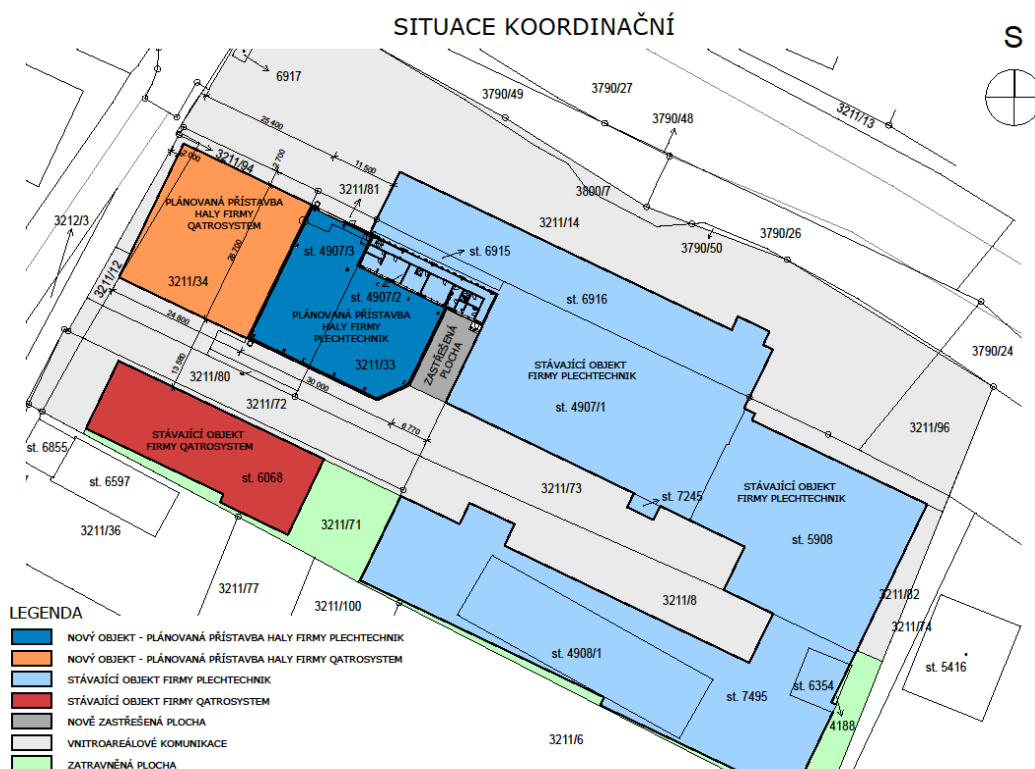 SITUACE KOORDINAČNÍ
S
6917
3790/49
3790/27
3211/13
3790/48
25 400
11 500
2 700
2 000
3211/94
3211/81
3800/7
3211/14
3790/50
3790/26
3212/3
PLÁNOVANÁ PŘÍSTAVBA
HALY FIRMY
QATROSYSTEM
st. 4907/3
st. 6915
26 700
3211/12
3211/34
st. 4907/2
st. 6916
PLÁNOVANÁ PŘÍSTAVBA
HALY FIRMY
PLECHTECHNIK
24 800
3211/33
ZASTŘEŠENÁ
PLOCHA
3790/24
STÁVAJÍCÍ OBJEKT
FIRMY PLECHTECHNIK
st. 4907/1
13 580
3211/80
30 000
3211/72
6 770
3211/96
STÁVAJÍCÍ OBJEKT
FIRMY QATROSYSTEM
st. 6855
st. 6068
st. 6597
3211/73
st. 7245
STÁVAJÍCÍ OBJEKT
FIRMY PLECHTECHNIK
st. 5908
3211/71
3211/36
3211/77
3211/100
3211/8
3211/82
3211/74
st. 4908/1
st. 5416
st. 6354
st. 7495
4188
3211/6
LEGENDA
NOVÝ OBJEKT - PLÁNOVANÁ PŘÍSTAVBA HALY FIRMY PLECHTECHNIK
NOVÝ OBJEKT - PLÁNOVANÁ PŘÍSTAVBA HALY FIRMY QATROSYSTEM
STÁVAJÍCÍ OBJEKT FIRMY PLECHTECHNIK
STÁVAJÍCÍ OBJEKT FIRMY QATROSYSTEM
NOVĚ ZASTŘEŠENÁ PLOCHA
VNITROAREÁLOVÉ KOMUNIKACE
ZATRAVNĚNÁ PLOCHA